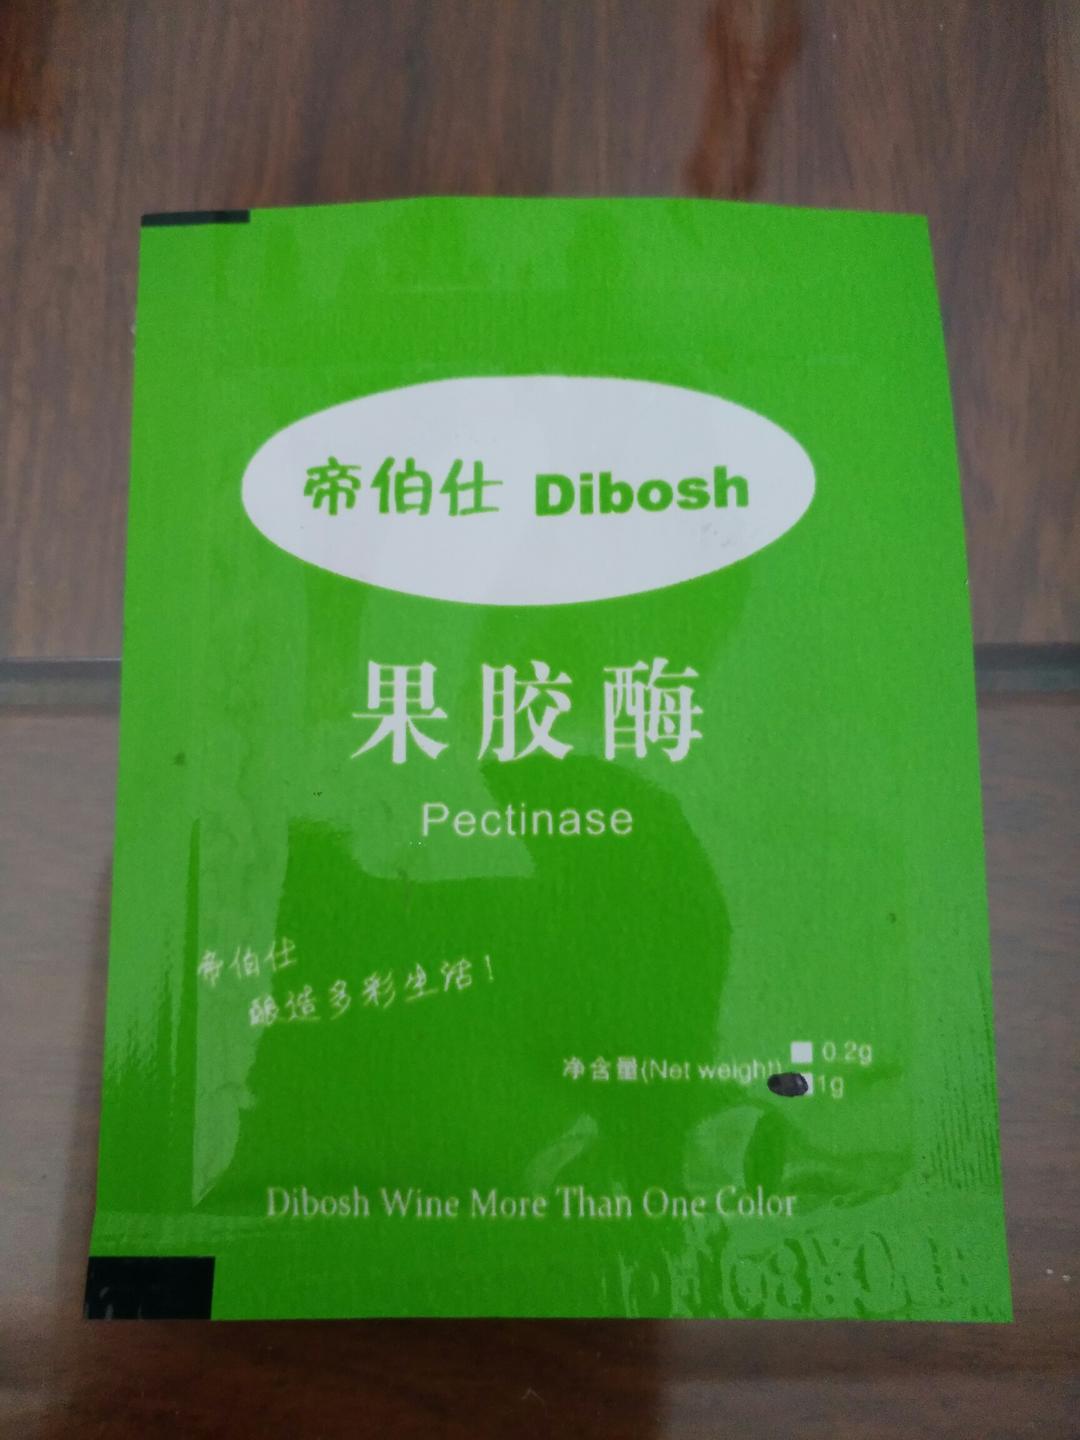 帝伯仕 Dibosh
果胶酶
Pectinase
帝伯仕
酿造多彩生活！
净含量(Net weight) 0.2g
1g
Dibosh Wine More Than One Color